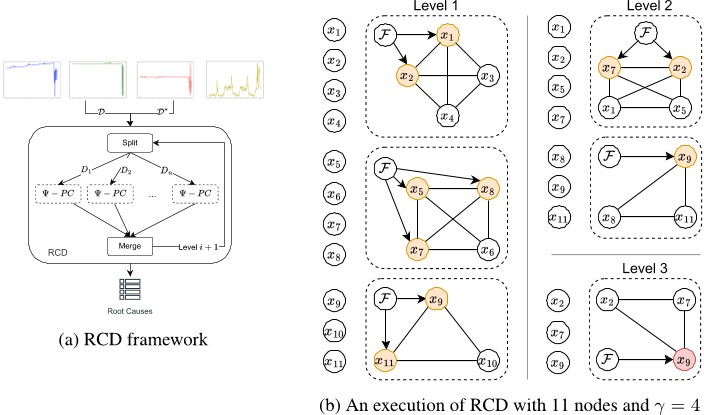 𝒟 𝒟*
Split
D₁ D₂ Dₙ
Ψ − PC Ψ − PC ... Ψ − PC
Merge Level i + 1
RCD
Root Causes
(a) RCD framework
Level 1
x₁
x₂
x₃
x₄
ℱ x₁
x₂ x₃
x₄
x₅
x₆
x₇
x₈
ℱ
x₅ x₈
x₇ x₆
x₉
x₁₀
x₁₁
ℱ x₉
x₁₁ x₁₀
Level 2
x₁
x₂
x₅
x₇
ℱ
x₇ x₂
x₁ x₅
x₈
x₉
x₁₁
ℱ x₉
x₈ x₁₁
Level 3
x₂
x₇
x₉
x₂ x₇
ℱ x₉
(b) An execution of RCD with 11 nodes and γ = 4